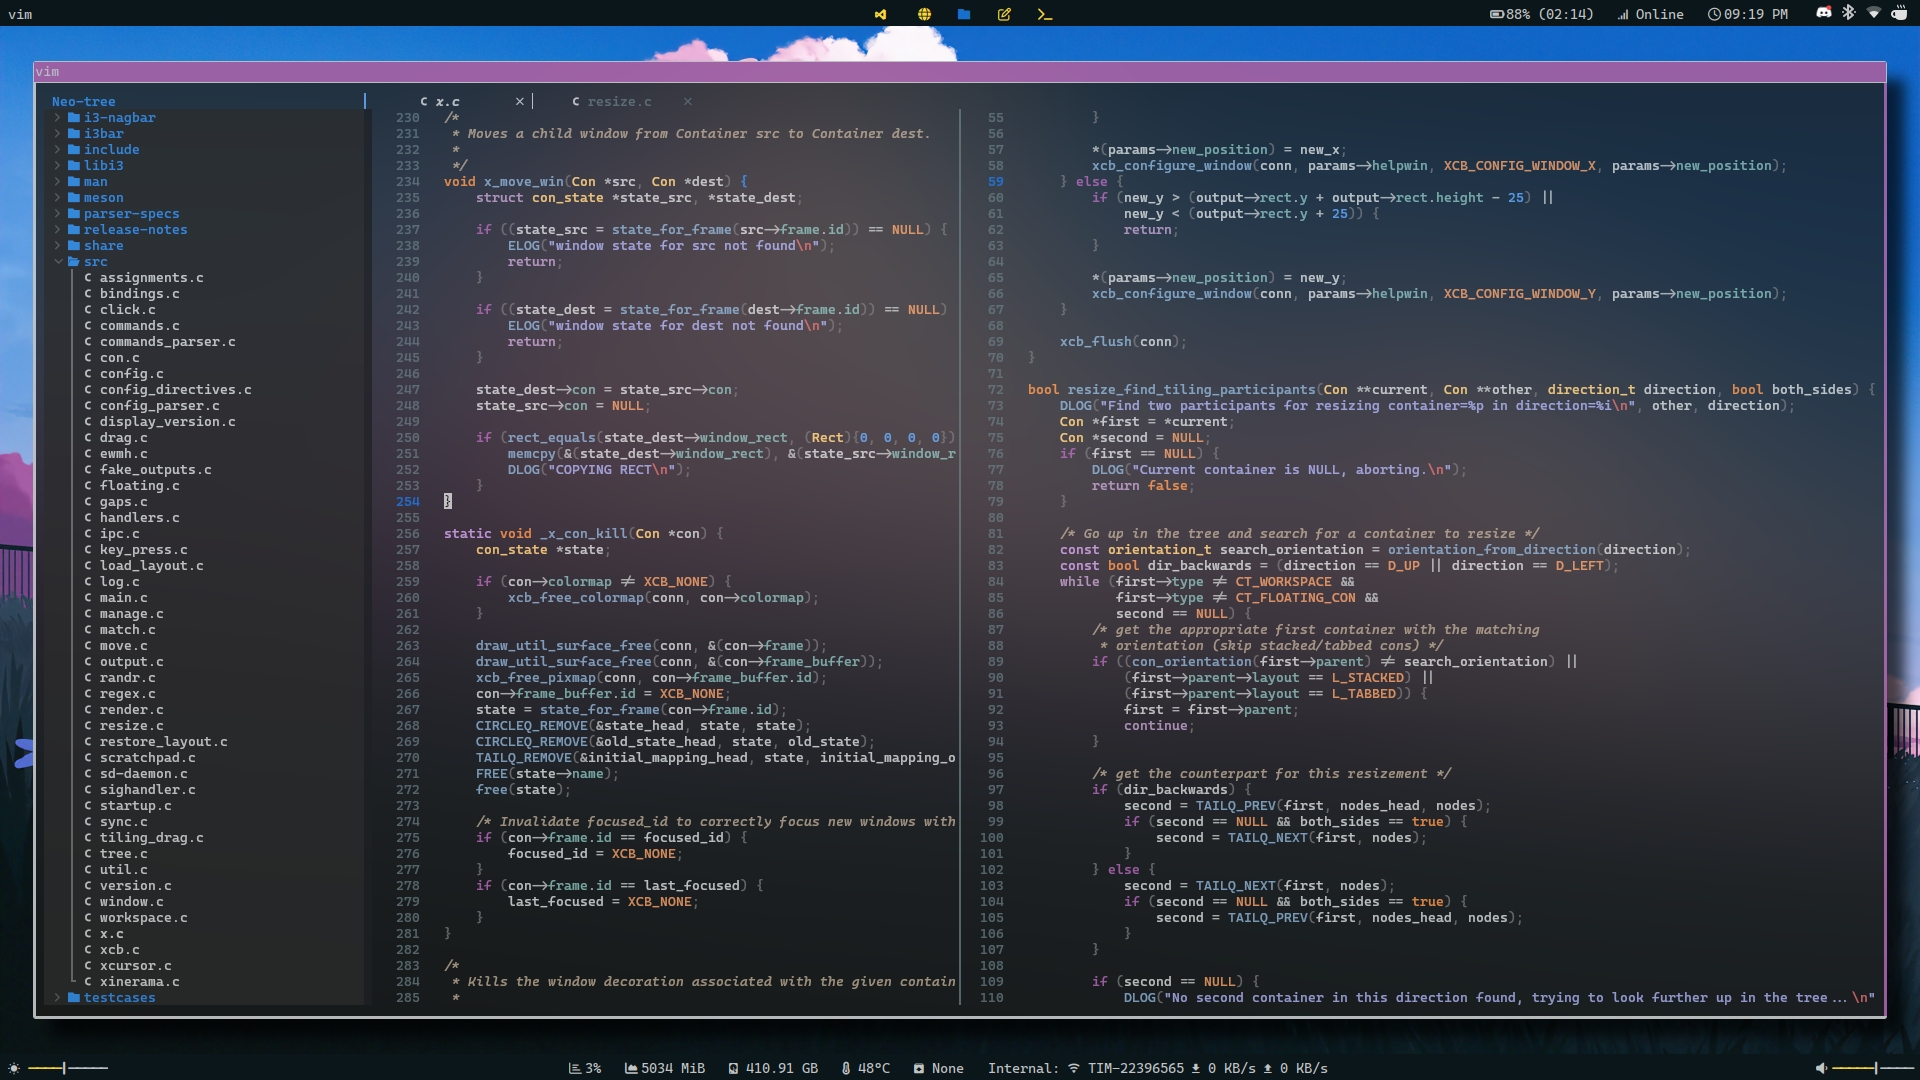 vim
88% (02:14)
Online
09:19 PM
vim
Neo-tree
i3-nagbar
i3bar
include
libi3
man
meson
parser-specs
release-notes
share
src
C assignments.c
C bindings.c
C click.c
C commands.c
C commands_parser.c
C con.c
C config.c
C config_directives.c
C config_parser.c
C display_version.c
C drag.c
C ewmh.c
C fake_outputs.c
C floating.c
C gaps.c
C handlers.c
C ipc.c
C key_press.c
C load_layout.c
C log.c
C main.c
C manage.c
C match.c
C move.c
C output.c
C randr.c
C regex.c
C render.c
C resize.c
C restore_layout.c
C scratchpad.c
C sd-daemon.c
C sighandler.c
C startup.c
C sync.c
C tiling_drag.c
C tree.c
C util.c
C version.c
C window.c
C workspace.c
C x.c
C xcb.c
C xcursor.c
C xinerama.c
testcases
C x.c ×
C resize.c ×
230 /*
231  * Moves a child window from Container src to Container dest.
232  *
233  */
234 void x_move_win(Con *src, Con *dest) {
235     struct con_state *state_src, *state_dest;
236
237     if ((state_src = state_for_frame(src->frame.id)) == NULL) {
238         ELOG("window state for src not found\n");
239         return;
240     }
241
242     if ((state_dest = state_for_frame(dest->frame.id)) == NULL)
243         ELOG("window state for dest not found\n");
244         return;
245     }
246
247     state_dest->con = state_src->con;
248     state_src->con = NULL;
249
250     if (rect_equals(state_dest->window_rect, (Rect){0, 0, 0, 0})
251         memcpy(&(state_dest->window_rect), &(state_src->window_r
252         DLOG("COPYING RECT\n");
253     }
254 }
255
256 static void _x_con_kill(Con *con) {
257     con_state *state;
258
259     if (con->colormap != XCB_NONE) {
260         xcb_free_colormap(conn, con->colormap);
261     }
262
263     draw_util_surface_free(conn, &(con->frame));
264     draw_util_surface_free(conn, &(con->frame_buffer));
265     xcb_free_pixmap(conn, con->frame_buffer.id);
266     con->frame_buffer.id = XCB_NONE;
267     state = state_for_frame(con->frame.id);
268     CIRCLEQ_REMOVE(&state_head, state, state);
269     CIRCLEQ_REMOVE(&old_state_head, state, old_state);
270     TAILQ_REMOVE(&initial_mapping_head, state, initial_mapping_o
271     FREE(state->name);
272     free(state);
273
274     /* Invalidate focused_id to correctly focus new windows with
275     if (con->frame.id == focused_id) {
276         focused_id = XCB_NONE;
277     }
278     if (con->frame.id == last_focused) {
279         last_focused = XCB_NONE;
280     }
281 }
282
283 /*
284  * Kills the window decoration associated with the given contain
285  *
55         }
56
57         *(params->new_position) = new_x;
58         xcb_configure_window(conn, params->helpwin, XCB_CONFIG_WINDOW_X, params->new_position);
59     } else {
60         if (new_y > (output->rect.y + output->rect.height - 25) ||
61             new_y < (output->rect.y + 25)) {
62             return;
63         }
64
65         *(params->new_position) = new_y;
66         xcb_configure_window(conn, params->helpwin, XCB_CONFIG_WINDOW_Y, params->new_position);
67     }
68
69     xcb_flush(conn);
70 }
71
72 bool resize_find_tiling_participants(Con **current, Con **other, direction_t direction, bool both_sides) {
73     DLOG("Find two participants for resizing container=%p in direction=%i\n", other, direction);
74     Con *first = *current;
75     Con *second = NULL;
76     if (first == NULL) {
77         DLOG("Current container is NULL, aborting.\n");
78         return false;
79     }
80
81     /* Go up in the tree and search for a container to resize */
82     const orientation_t search_orientation = orientation_from_direction(direction);
83     const bool dir_backwards = (direction == D_UP || direction == D_LEFT);
84     while (first->type != CT_WORKSPACE &&
85            first->type != CT_FLOATING_CON &&
86            second == NULL) {
87         /* get the appropriate first container with the matching
88          * orientation (skip stacked/tabbed cons) */
89         if ((con_orientation(first->parent) != search_orientation) ||
90             (first->parent->layout == L_STACKED) ||
91             (first->parent->layout == L_TABBED)) {
92             first = first->parent;
93             continue;
94         }
95
96         /* get the counterpart for this resizement */
97         if (dir_backwards) {
98             second = TAILQ_PREV(first, nodes_head, nodes);
99             if (second == NULL && both_sides == true) {
100                 second = TAILQ_NEXT(first, nodes);
101             }
102         } else {
103             second = TAILQ_NEXT(first, nodes);
104             if (second == NULL && both_sides == true) {
105                 second = TAILQ_PREV(first, nodes_head, nodes);
106             }
107         }
108
109         if (second == NULL) {
110             DLOG("No second container in this direction found, trying to look further up in the tree...\n"
3%
5034 MiB
410.91 GB
48°C
None
Internal: TIM-22396565 0 KB/s 0 KB/s